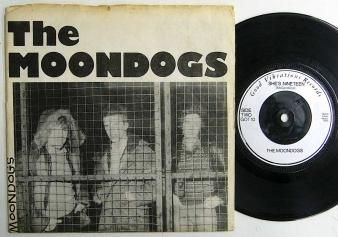 The
MOONDOGS
MOONDOGS
Good Vibrations Records
SHE'S NINETEEN
SIDE
TWO
GOT 10
THE MOONDOGS